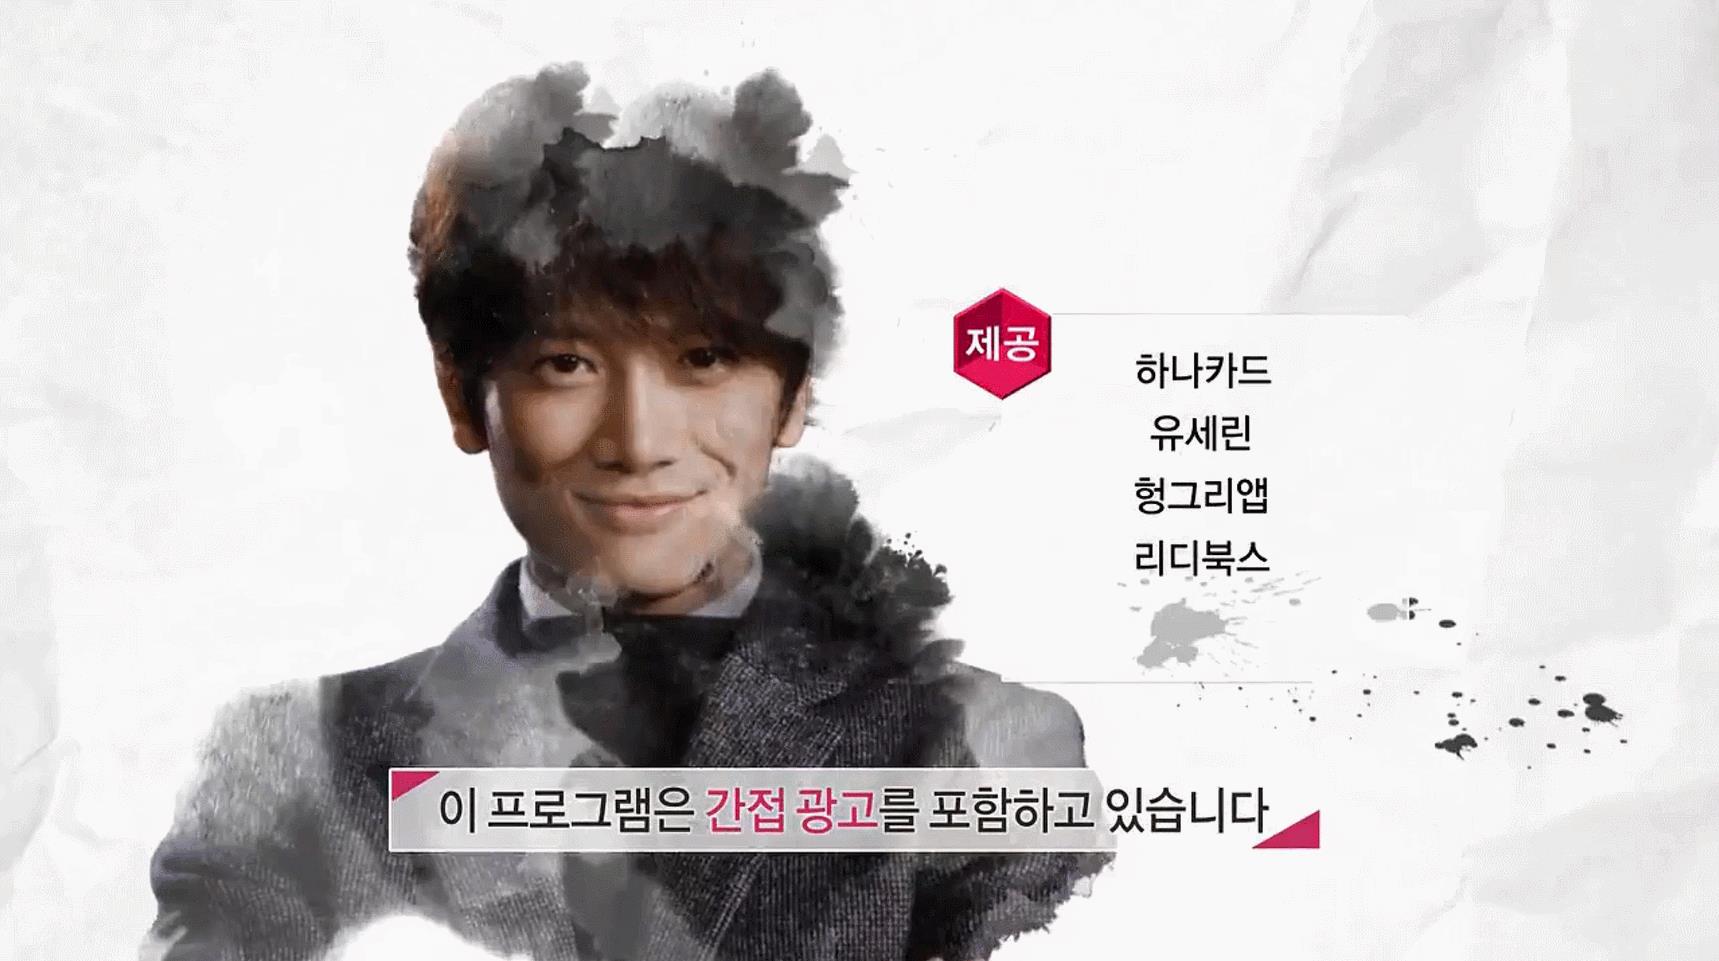 제공
하나카드
유세린
헝그리앱
리디북스
이 프로그램은 간접 광고를 포함하고 있습니다